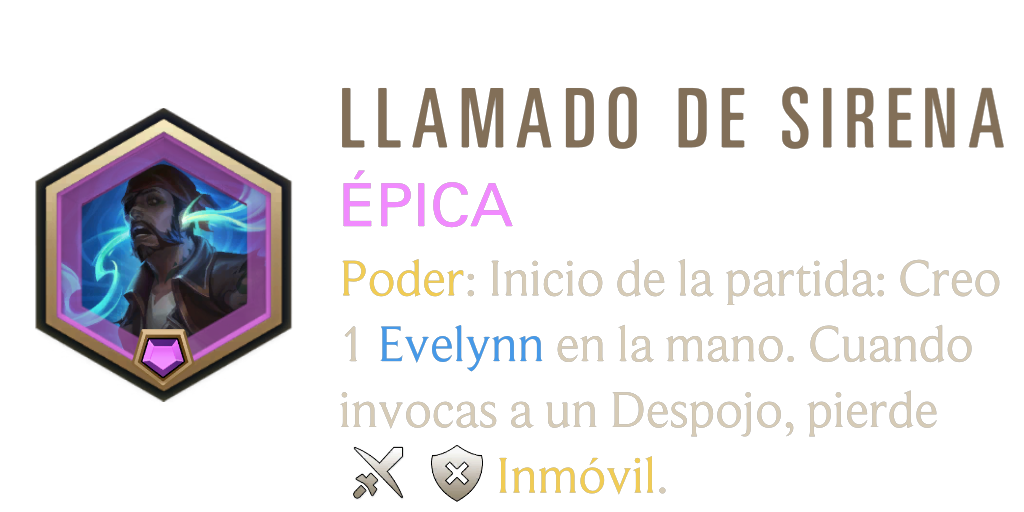 LLAMADO DE SIRENA
ÉPICA
Poder: Inicio de la partida: Creo
1 Evelynn en la mano. Cuando
invocas a un Despojo, pierde
Inmóvil.